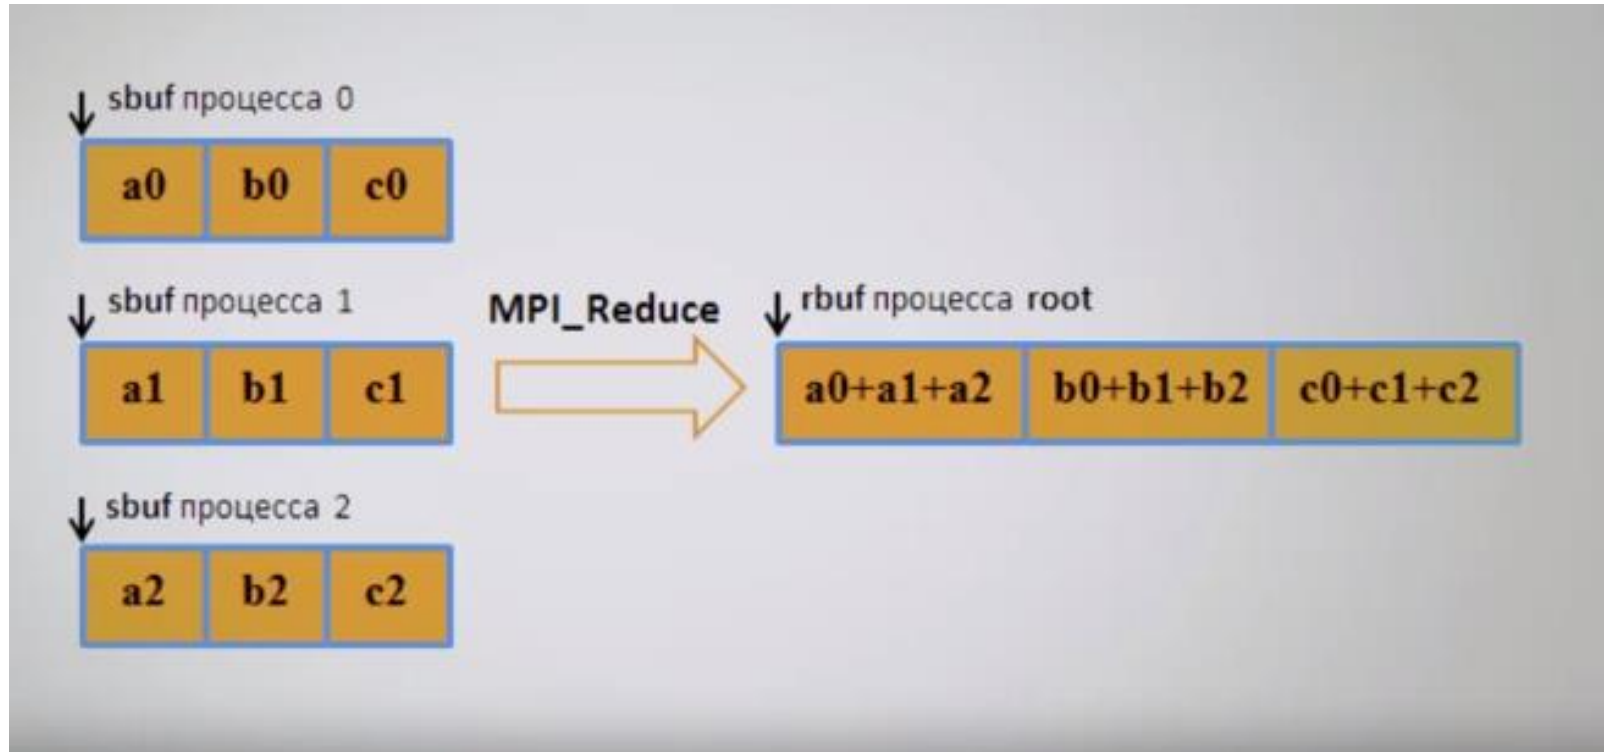 sbuf процесса 0
a0 b0 c0
sbuf процесса 1
a1 b1 c1
MPI_Reduce
rbuf процесса root
a0+a1+a2 b0+b1+b2 c0+c1+c2
sbuf процесса 2
a2 b2 c2